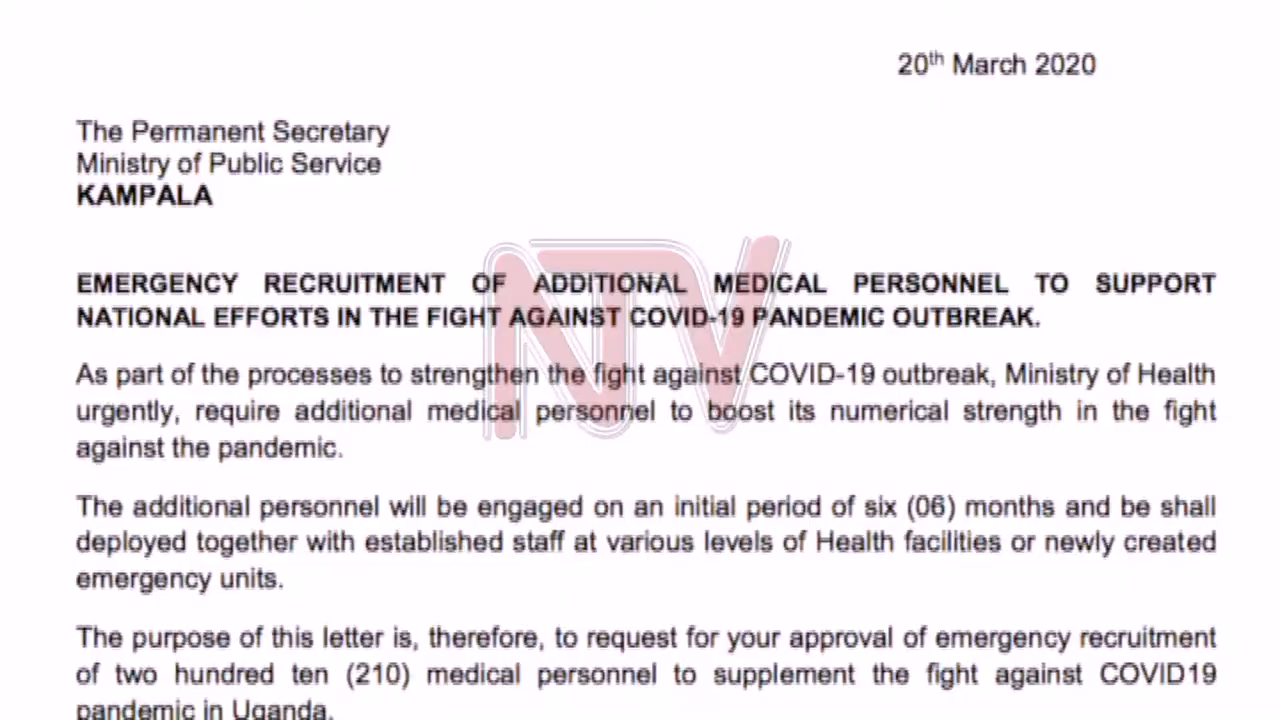 20th March 2020
The Permanent Secretary
Ministry of Public Service
KAMPALA
NTV
EMERGENCY RECRUITMENT OF ADDITIONAL MEDICAL PERSONNEL TO SUPPORT
NATIONAL EFFORTS IN THE FIGHT AGAINST COVID-19 PANDEMIC OUTBREAK.
As part of the processes to strengthen the fight against COVID-19 outbreak, Ministry of Health
urgently, require additional medical personnel to boost its numerical strength in the fight
against the pandemic.
The additional personnel will be engaged on an initial period of six (06) months and be shall
deployed together with established staff at various levels of Health facilities or newly created
emergency units.
The purpose of this letter is, therefore, to request for your approval of emergency recruitment
of two hundred ten (210) medical personnel to supplement the fight against COVID19
pandemic in Uganda.